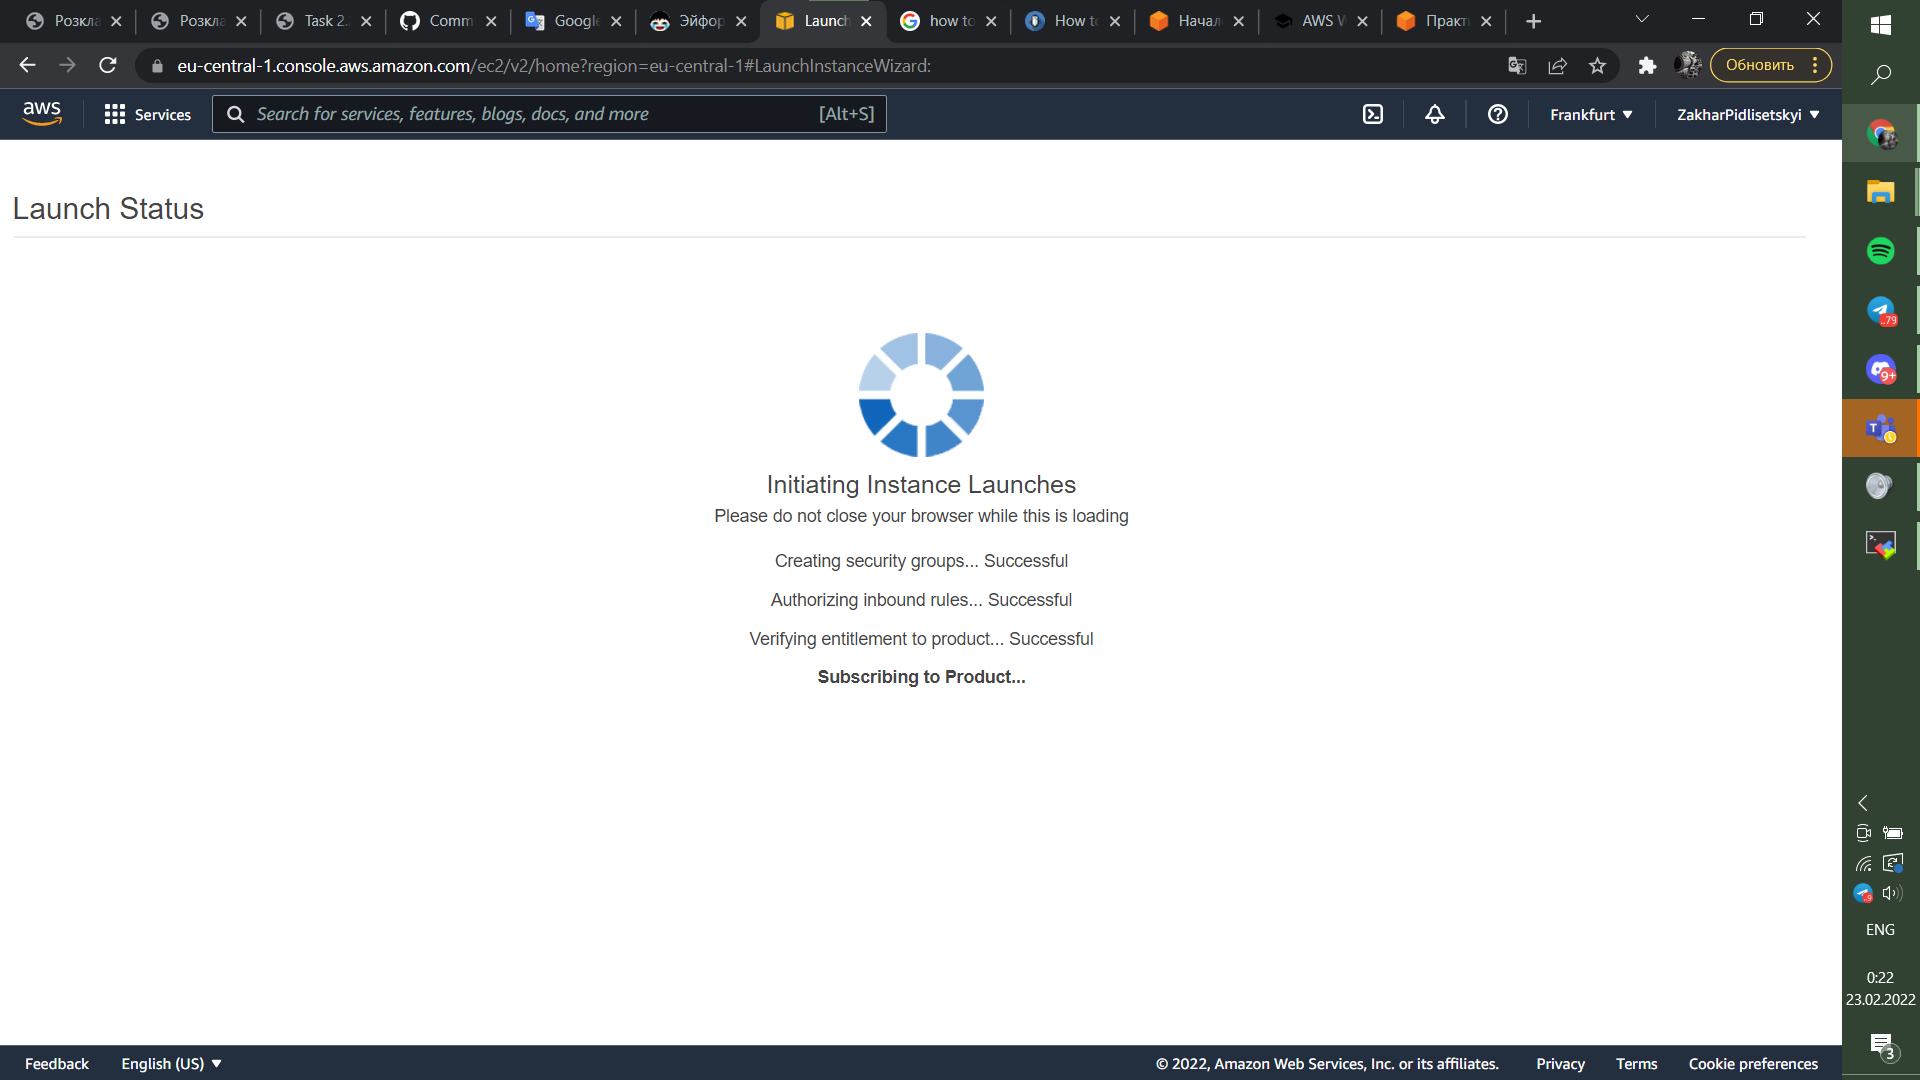 Розкла
Розкла
Task 2.
Comm
Google
Эйфор
Launch
how to
How to
Начал
AWS W
Практ
eu-central-1.console.aws.amazon.com/ec2/v2/home?region=eu-central-1#LaunchInstanceWizard:
Обновить
aws
Services
Search for services, features, blogs, docs, and more
[Alt+S]
Frankfurt
ZakharPidlisetskyi
Launch Status
Initiating Instance Launches
Please do not close your browser while this is loading
Creating security groups... Successful
Authorizing inbound rules... Successful
Verifying entitlement to product... Successful
Subscribing to Product...
..79
9+
ENG
0:22
23.02.2022
3
Feedback
English (US)
© 2022, Amazon Web Services, Inc. or its affiliates.
Privacy
Terms
Cookie preferences